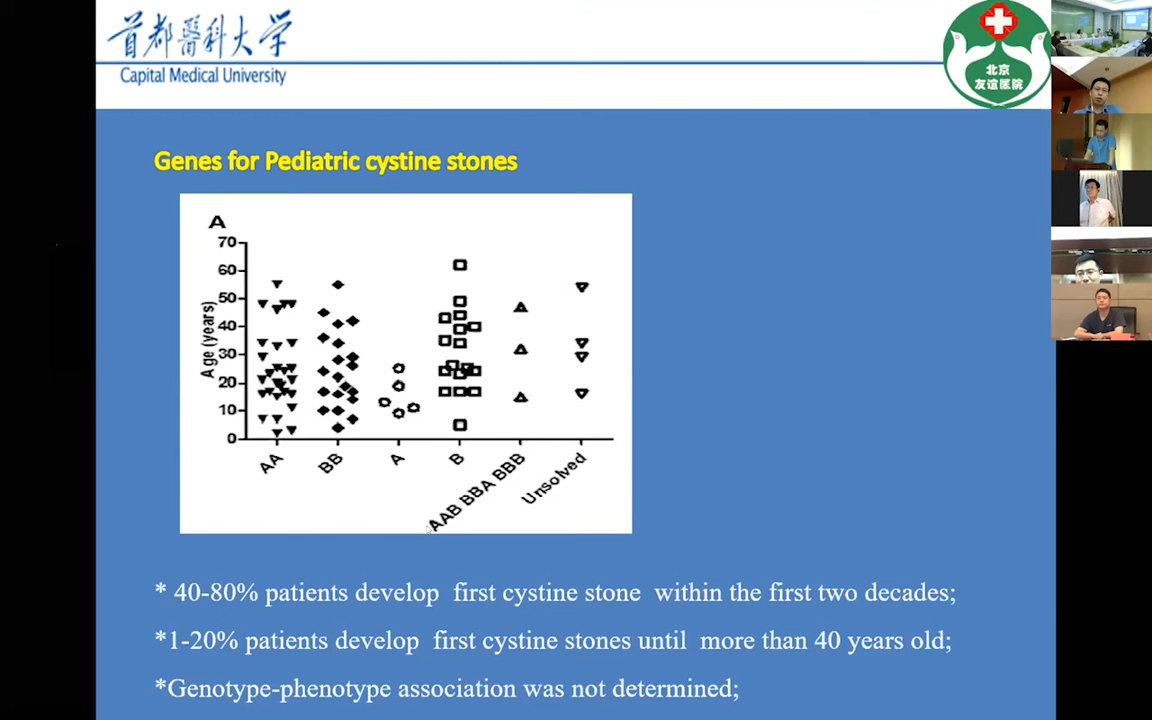 首都醫科大学
Capital Medical University
北京
友谊医院
Genes for Pediatric cystine stones
A
70
60
50
40
30
20
10
0
Age (years)
AA
BB
A
B
AAB BBA BBB
Unsolved
* 40-80% patients develop first cystine stone within the first two decades;
*1-20% patients develop first cystine stones until more than 40 years old;
*Genotype-phenotype association was not determined;